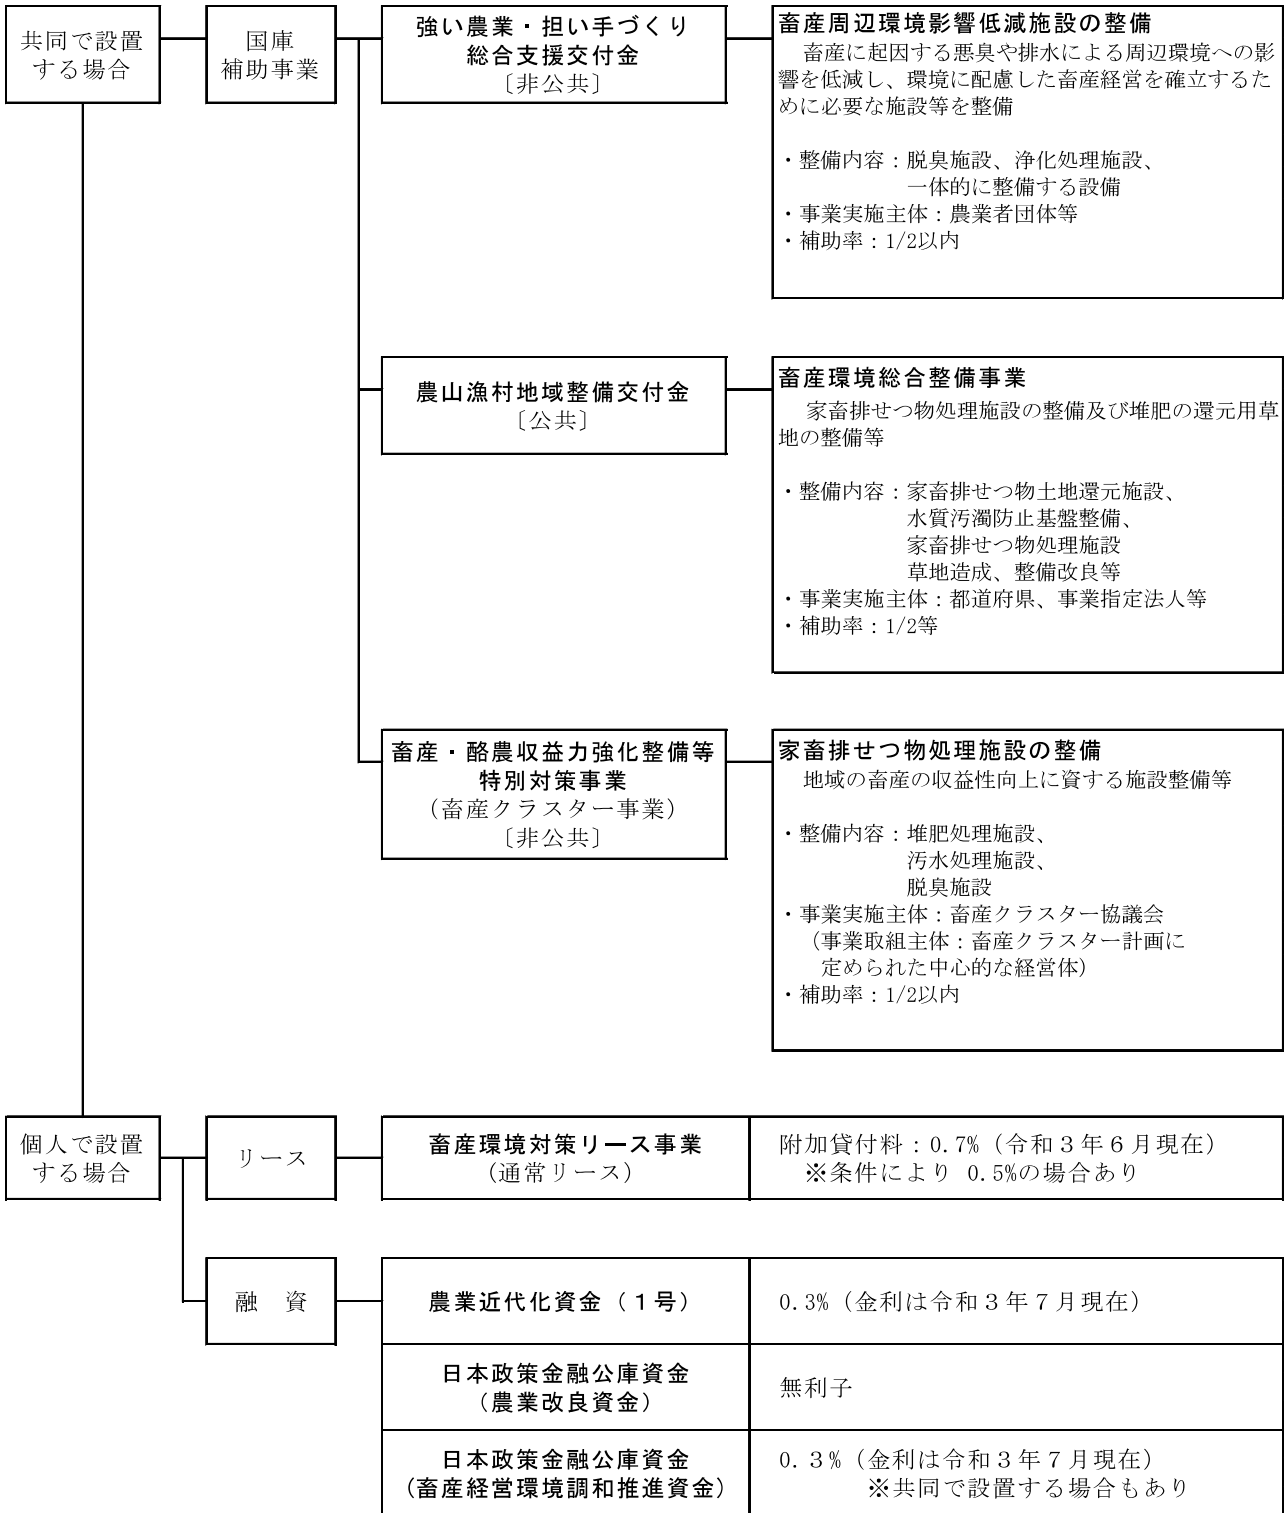 共同で設置
する場合
国庫
補助事業
強い農業・担い手づくり
総合支援交付金
〔非公共〕
畜産周辺環境影響低減施設の整備
畜産に起因する悪臭や排水による周辺環境への影
響を低減し、環境に配慮した畜産経営を確立するた
めに必要な施設等を整備
・整備内容：脱臭施設、浄化処理施設、
一体的に整備する設備
・事業実施主体：農業者団体等
・補助率：1/2以内
農山漁村地域整備交付金
〔公共〕
畜産環境総合整備事業
家畜排せつ物処理施設の整備及び堆肥の還元用草
地の整備等
・整備内容：家畜排せつ物土地還元施設、
水質汚濁防止基盤整備、
家畜排せつ物処理施設
草地造成、整備改良等
・事業実施主体：都道府県、事業指定法人等
・補助率：1/2等
畜産・酪農収益力強化整備等
特別対策事業
（畜産クラスター事業）
〔非公共〕
家畜排せつ物処理施設の整備
地域の畜産の収益性向上に資する施設整備等
・整備内容：堆肥処理施設、
汚水処理施設、
脱臭施設
・事業実施主体：畜産クラスター協議会
（事業取組主体：畜産クラスター計画に
定められた中心的な経営体）
・補助率：1/2以内
個人で設置
する場合
リース
畜産環境対策リース事業
（通常リース）
附加貸付料：0.7%（令和３年６月現在）
※条件により 0.5%の場合あり
融　資
農業近代化資金（１号）
0.3%（金利は令和３年７月現在）
日本政策金融公庫資金
（農業改良資金）
無利子
日本政策金融公庫資金
（畜産経営環境調和推進資金）
0.３%（金利は令和３年７月現在）
※共同で設置する場合もあり